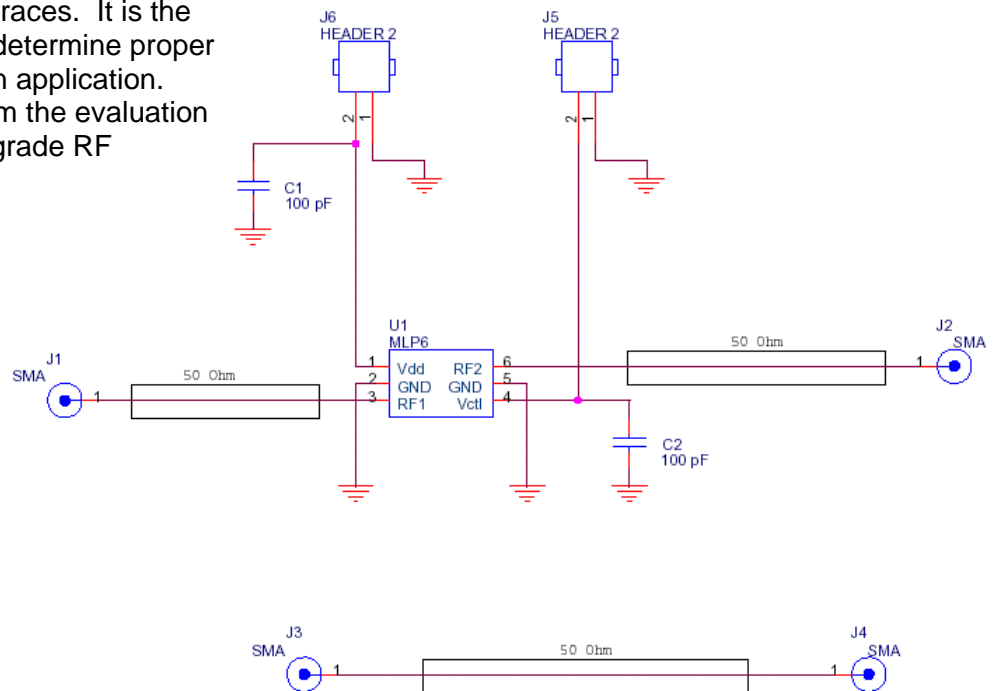 races. It is the
determine proper
n application.
m the evaluation
grade RF
J6
HEADER 2
J5
HEADER 2
2
1
2
1
C1
100 pF
U1
MLP6
J2
SMA
50 Ohm
1
J1
SMA
1
50 Ohm
1
2
3
Vdd
GND
RF1
RF2
GND
Vctl
6
5
4
C2
100 pF
J3
SMA
1
50 Ohm
J4
SMA
1